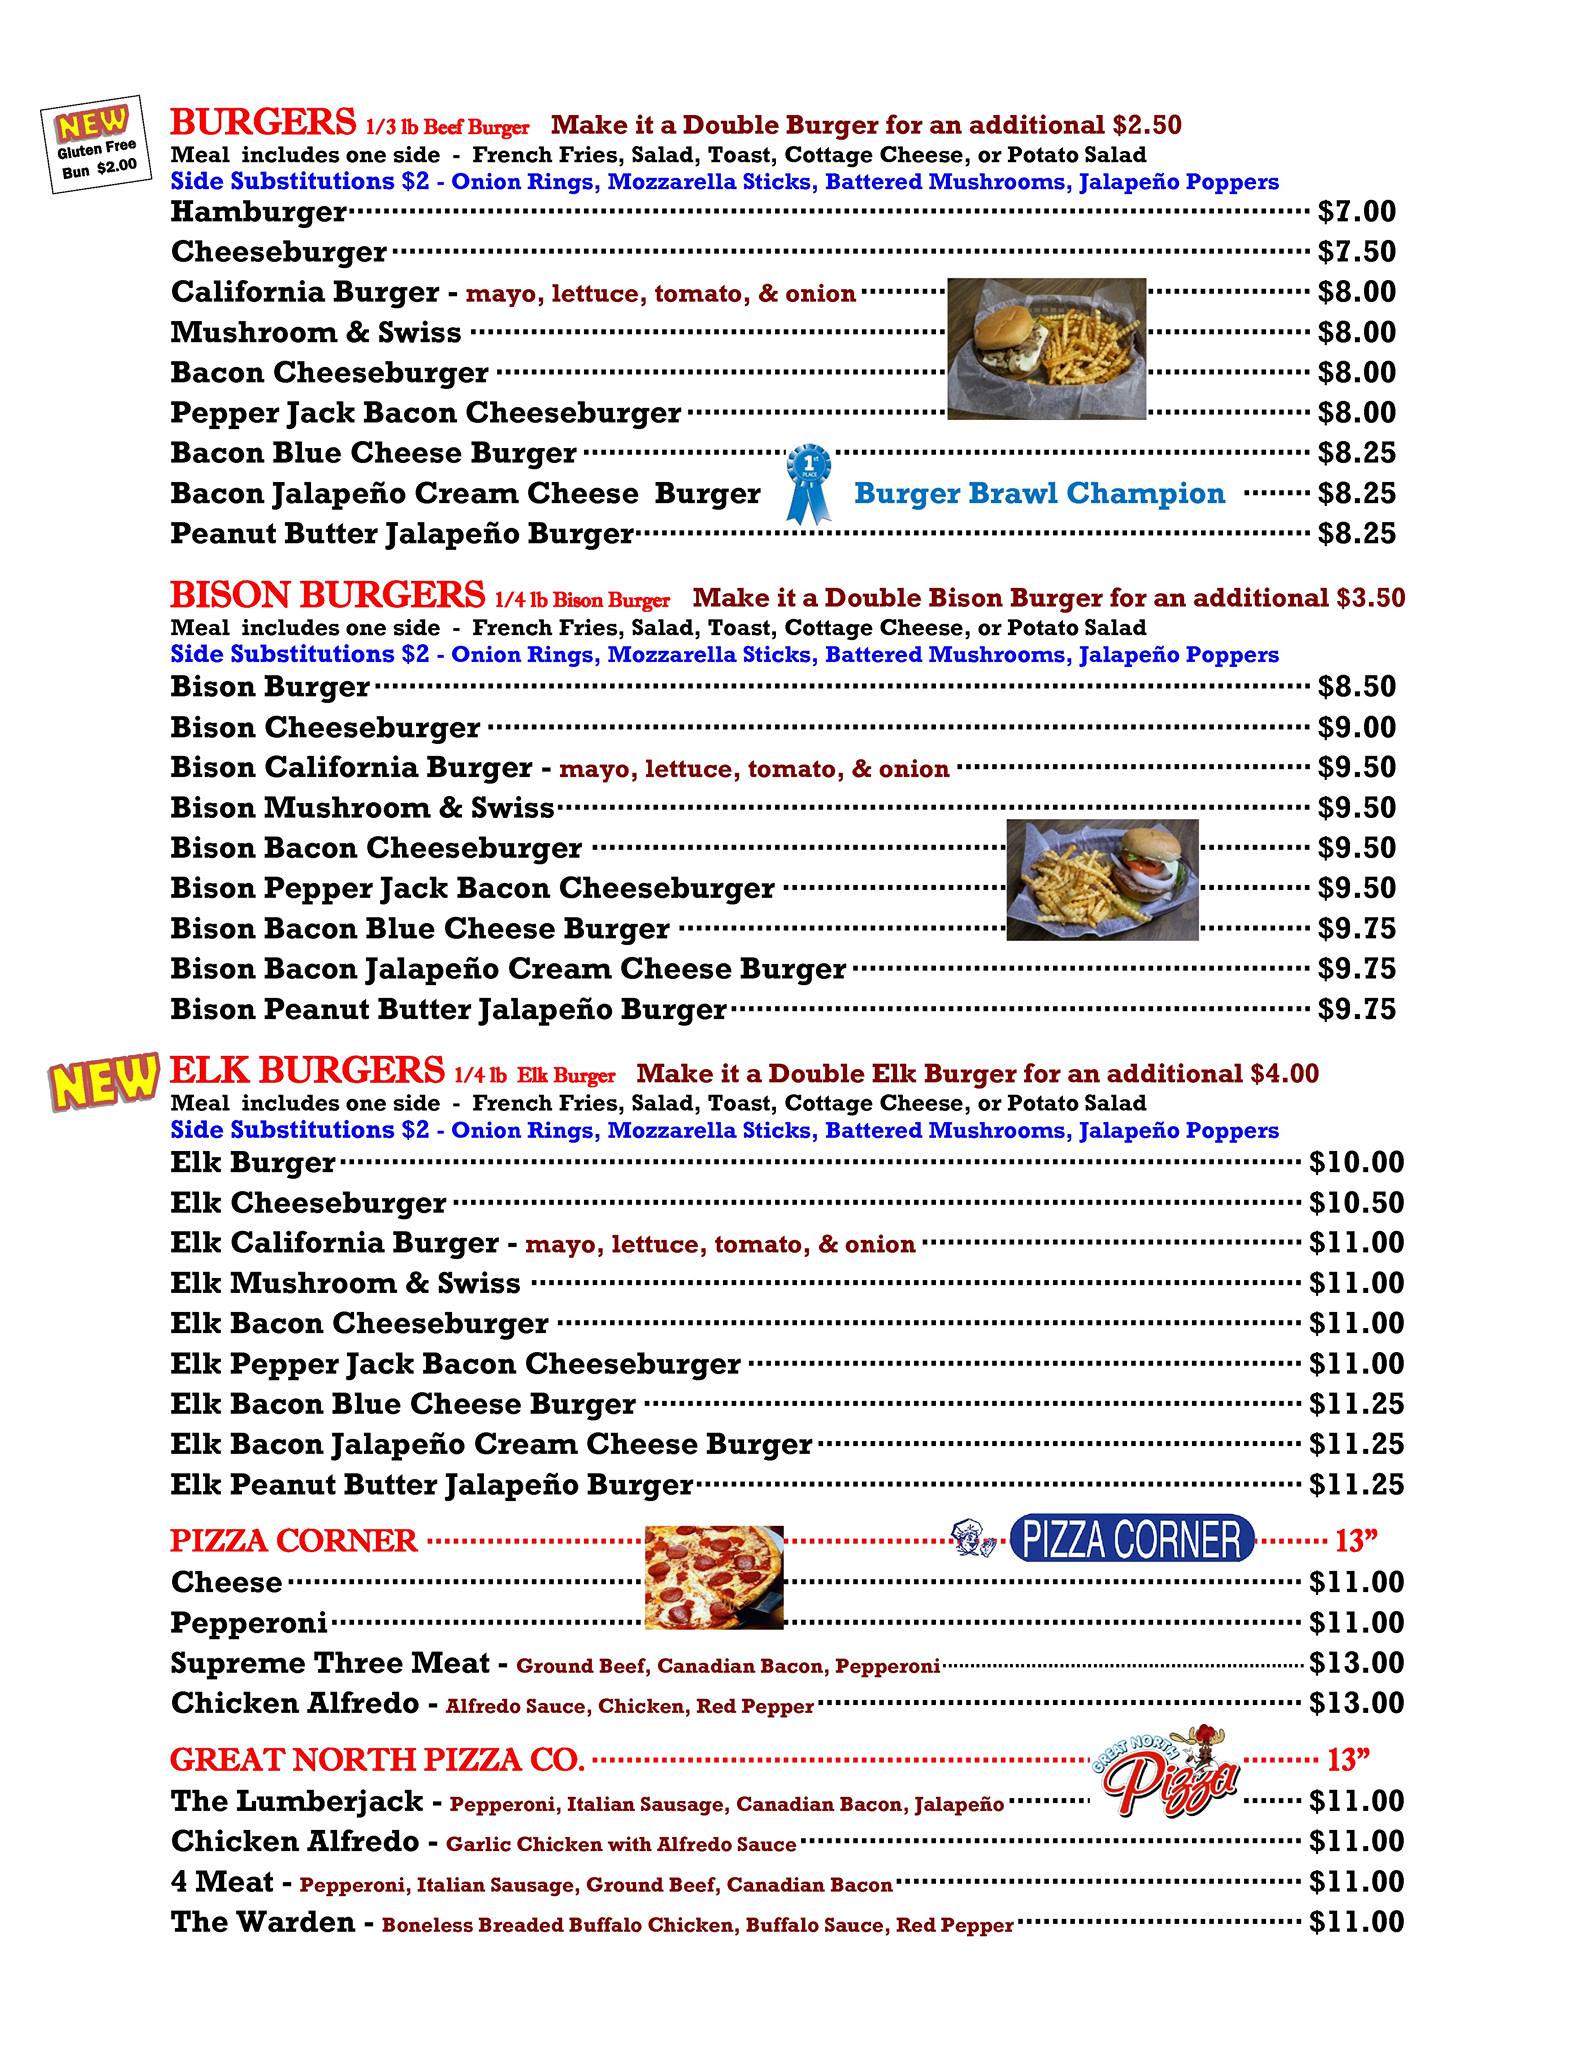 NEW
Gluten Free
Bun $2.00
BURGERS 1/3 lb Beef Burger Make it a Double Burger for an additional $2.50
Meal includes one side - French Fries, Salad, Toast, Cottage Cheese, or Potato Salad
Side Substitutions $2 - Onion Rings, Mozzarella Sticks, Battered Mushrooms, Jalapeño Poppers
Hamburger $7.00
Cheeseburger $7.50
California Burger - mayo, lettuce, tomato, & onion $8.00
Mushroom & Swiss $8.00
Bacon Cheeseburger $8.00
Pepper Jack Bacon Cheeseburger $8.00
Bacon Blue Cheese Burger $8.25
Bacon Jalapeño Cream Cheese Burger 1st PLACE Burger Brawl Champion $8.25
Peanut Butter Jalapeño Burger $8.25
BISON BURGERS 1/4 lb Bison Burger Make it a Double Bison Burger for an additional $3.50
Meal includes one side - French Fries, Salad, Toast, Cottage Cheese, or Potato Salad
Side Substitutions $2 - Onion Rings, Mozzarella Sticks, Battered Mushrooms, Jalapeño Poppers
Bison Burger $8.50
Bison Cheeseburger $9.00
Bison California Burger - mayo, lettuce, tomato, & onion $9.50
Bison Mushroom & Swiss $9.50
Bison Bacon Cheeseburger $9.50
Bison Pepper Jack Bacon Cheeseburger $9.50
Bison Bacon Blue Cheese Burger $9.75
Bison Bacon Jalapeño Cream Cheese Burger $9.75
Bison Peanut Butter Jalapeño Burger $9.75
NEW ELK BURGERS 1/4 lb Elk Burger Make it a Double Elk Burger for an additional $4.00
Meal includes one side - French Fries, Salad, Toast, Cottage Cheese, or Potato Salad
Side Substitutions $2 - Onion Rings, Mozzarella Sticks, Battered Mushrooms, Jalapeño Poppers
Elk Burger $10.00
Elk Cheeseburger $10.50
Elk California Burger - mayo, lettuce, tomato, & onion $11.00
Elk Mushroom & Swiss $11.00
Elk Bacon Cheeseburger $11.00
Elk Pepper Jack Bacon Cheeseburger $11.00
Elk Bacon Blue Cheese Burger $11.25
Elk Bacon Jalapeño Cream Cheese Burger $11.25
Elk Peanut Butter Jalapeño Burger $11.25
PIZZA CORNER PIZZA CORNER 13”
Cheese $11.00
Pepperoni $11.00
Supreme Three Meat - Ground Beef, Canadian Bacon, Pepperoni $13.00
Chicken Alfredo - Alfredo Sauce, Chicken, Red Pepper $13.00
GREAT NORTH PIZZA CO. GREAT NORTH Pizza 13”
The Lumberjack - Pepperoni, Italian Sausage, Canadian Bacon, Jalapeño $11.00
Chicken Alfredo - Garlic Chicken with Alfredo Sauce $11.00
4 Meat - Pepperoni, Italian Sausage, Ground Beef, Canadian Bacon $11.00
The Warden - Boneless Breaded Buffalo Chicken, Buffalo Sauce, Red Pepper $11.00